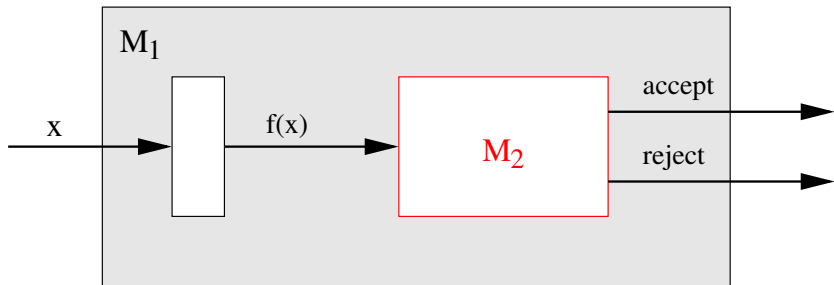 M1
x
f(x)
M2
accept
reject